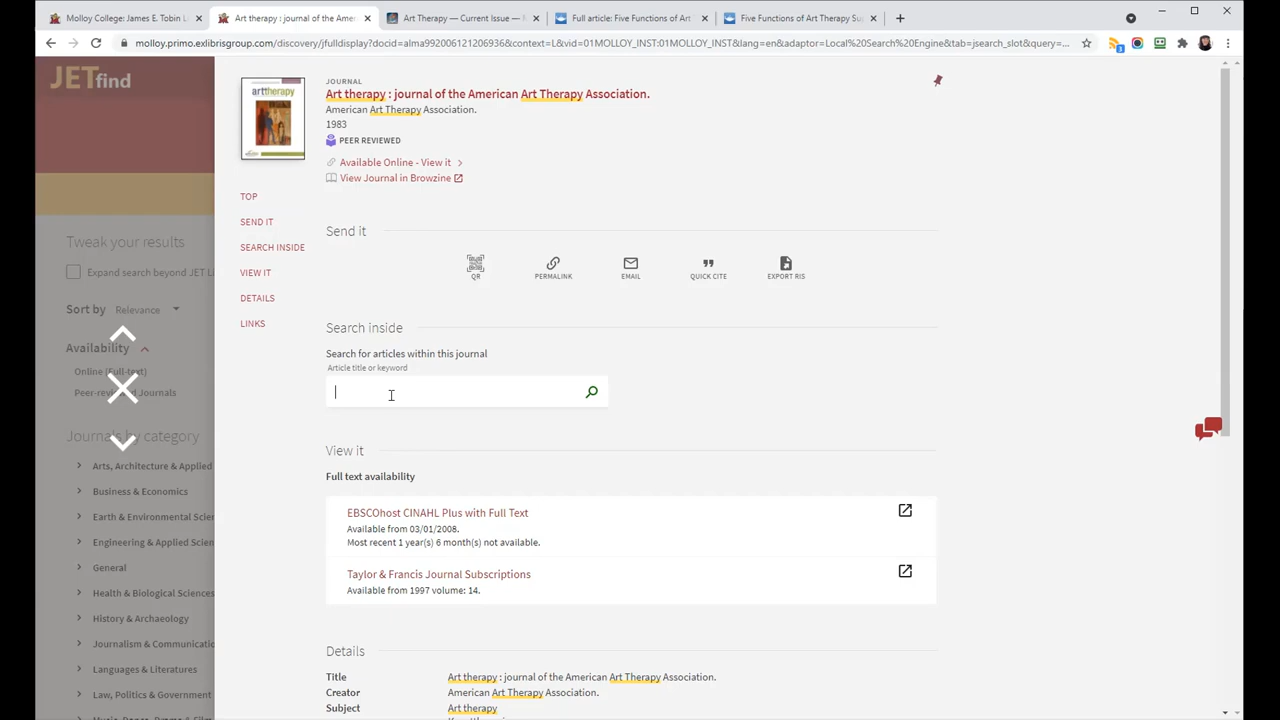 Molloy College: James E. Tobin L
Art therapy : journal of the Ame
Art Therapy — Current Issue —
Full article: Five Functions of Art
Five Functions of Art Therapy Su
molloy.primo.exlibrisgroup.com/discovery/jfulldisplay?docid=alma992006121206936&context=L&vid=01MOLLOY_INST:01MOLLOY_INST&lang=en&adaptor=Local%20Search%20Engine&tab=jsearch_slot&query=...
JETfind
JOURNAL
Art therapy : journal of the American Art Therapy Association.
American Art Therapy Association.
1983
PEER REVIEWED
Available Online - View it
View Journal in Browzine
arttherapy
TOP
SEND IT
SEARCH INSIDE
VIEW IT
DETAILS
LINKS
Tweak your results
Expand search beyond JET Li
Sort by Relevance
Availability
Online (Full-text)
Peer-reviewed Journals
Journals by category
Arts, Architecture & Applied
Business & Economics
Earth & Environmental Scien
Engineering & Applied Scien
General
Health & Biological Sciences
History & Archaeology
Journalism & Communicatio
Languages & Literatures
Law, Politics & Government
Send it
QR
PERMALINK
EMAIL
QUICK CITE
EXPORT RIS
Search inside
Search for articles within this journal
Article title or keyword
View it
Full text availability
EBSCOhost CINAHL Plus with Full Text
Available from 03/01/2008.
Most recent 1 year(s) 6 month(s) not available.
Taylor & Francis Journal Subscriptions
Available from 1997 volume: 14.
Details
Title Art therapy : journal of the American Art Therapy Association.
Creator American Art Therapy Association.
Subject Art therapy